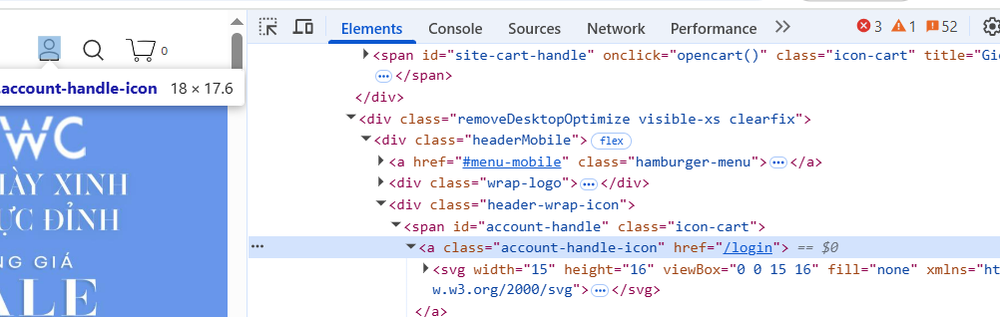 Elements Console Sources Network Performance >> 3 1 52
0
.account-handle-icon 18 × 17.6
WC
ỰC ĐỈNH
NG GIÁ
ALE
<span id="site-cart-handle" onclick="opencart()" class="icon-cart" title="Gi
… </span>
</div>
<div class="removeDesktopOptimize visible-xs clearfix">
<div class="headerMobile"> flex
<a href="#menu-mobile" class="hamburger-menu"> … </a>
<div class="wrap-logo"> … </div>
<div class="header-wrap-icon">
<span id="account-handle" class="icon-cart">
… <a class="account-handle-icon" href="/login"> == $0
<svg width="15" height="16" viewBox="0 0 15 16" fill="none" xmlns="ht
w.w3.org/2000/svg"> … </svg>
</a>